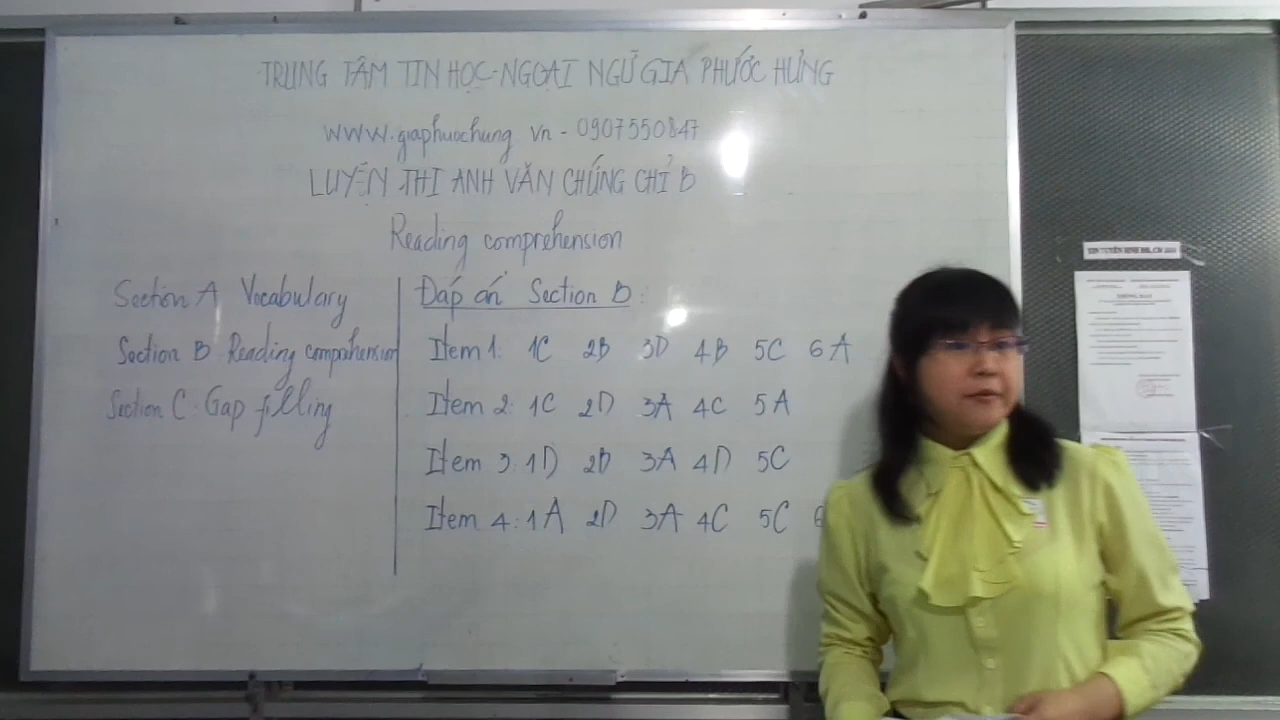 TRUNG TÂM TIN HỌC-NGOẠI NGỮ GIA PHƯỚC HƯNG
WWW.giaphuochung vn - 0907550847
LUYỆN THI ANH VĂN CHỨNG CHỈ B
Reading comprehension
Section A Vocabulary
Section B Reading comprehension
Section C: Gap filling
Đáp án Section B:
Item 1: 1C 2B 3D 4B 5C 6A
Item 2: 1C 2D 3A 4C 5A
Item 3: 1D 2B 3A 4D 5C
Item 4: 1A 2D 3A 4C 5C 6
THÔNG BÁO